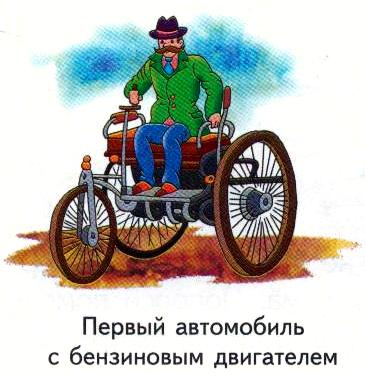 Первый автомобиль
с бензиновым двигателем